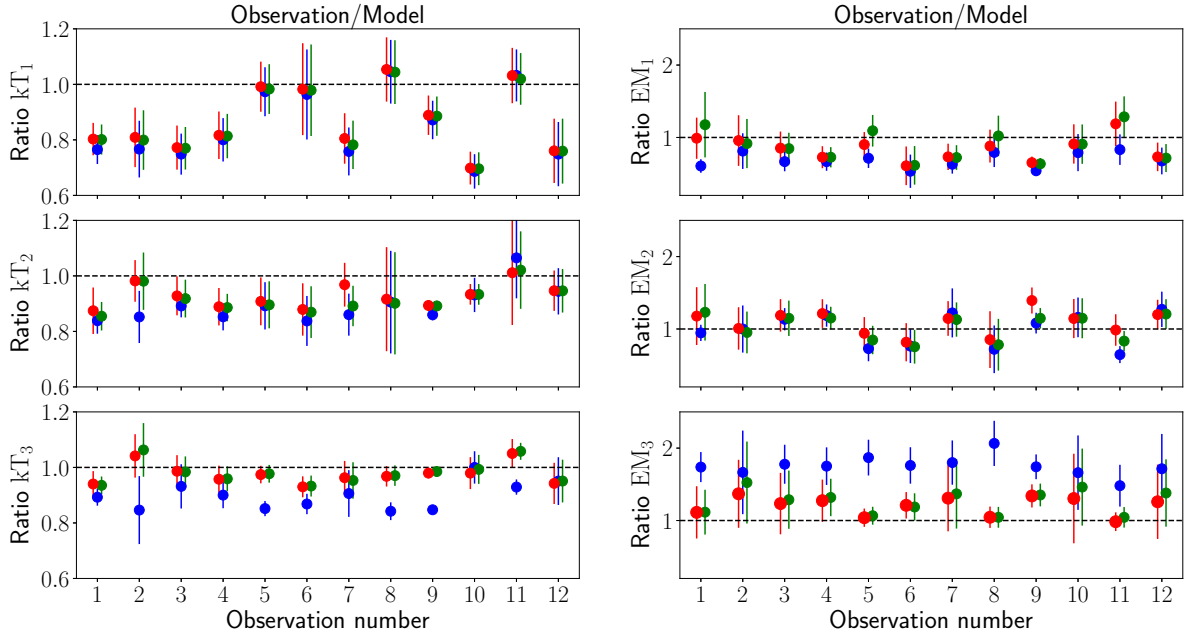 Observation/Model
1.2
1.0
0.8
0.6
Ratio kT₁
1.2
1.0
0.8
0.6
Ratio kT₂
1.2
1.0
0.8
0.6
Ratio kT₃
1 2 3 4 5 6 7 8 9 10 11 12
Observation number
Observation/Model
2
1
Ratio EM₁
2
1
Ratio EM₂
2
1
Ratio EM₃
1 2 3 4 5 6 7 8 9 10 11 12
Observation number